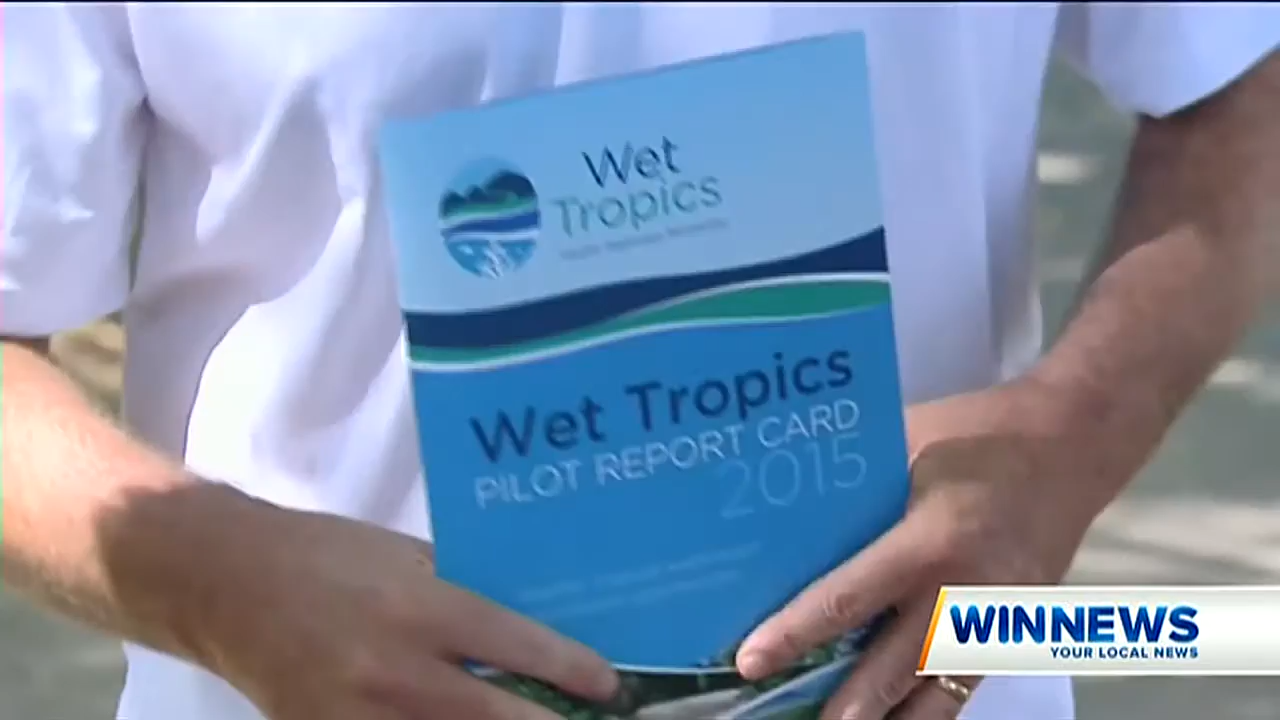 Wet
Tropics
Wet Tropics
PILOT REPORT CARD
2015
WINNEWS
YOUR LOCAL NEWS